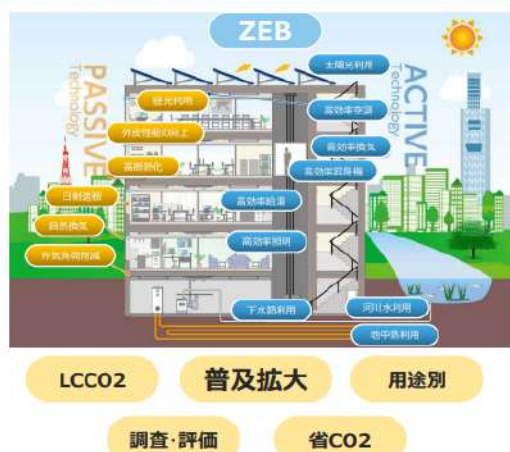 ZEB
PASSIVE
Technology
ACTIVE
Technology
太陽光利用
昼光利用
高効率空調
外皮性能の向上
高効率換気
高断熱化
高効率昇降機
日射遮蔽
高効率給湯
自然換気
高効率照明
外気負荷削減
下水熱利用
河川水利用
地中熱利用
LCCO2
普及拡大
用途別
調査・評価
省CO2